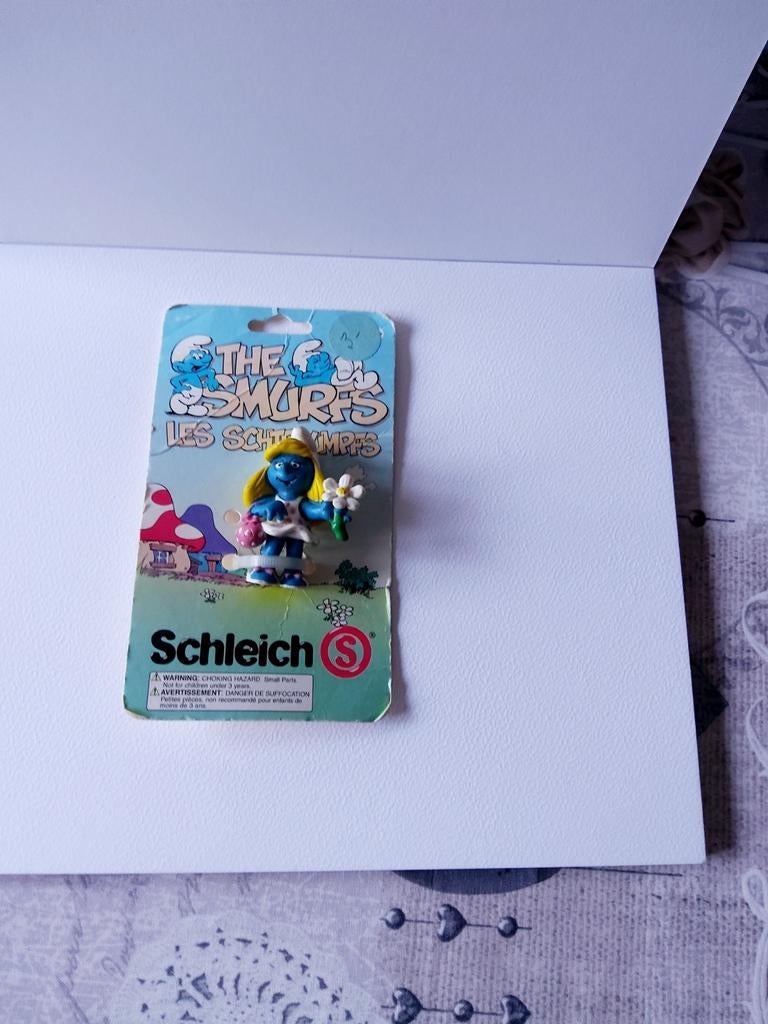 THE
SMURFS
LES SCHTROUMPFS
Schleich S ®
WARNING: CHOKING HAZARD. Small Parts.
Not for children under 3 years.
AVERTISSEMENT: DANGER DE SUFFOCATION
Petites pièces, non recommandé pour enfants de
moins de 3 ans.